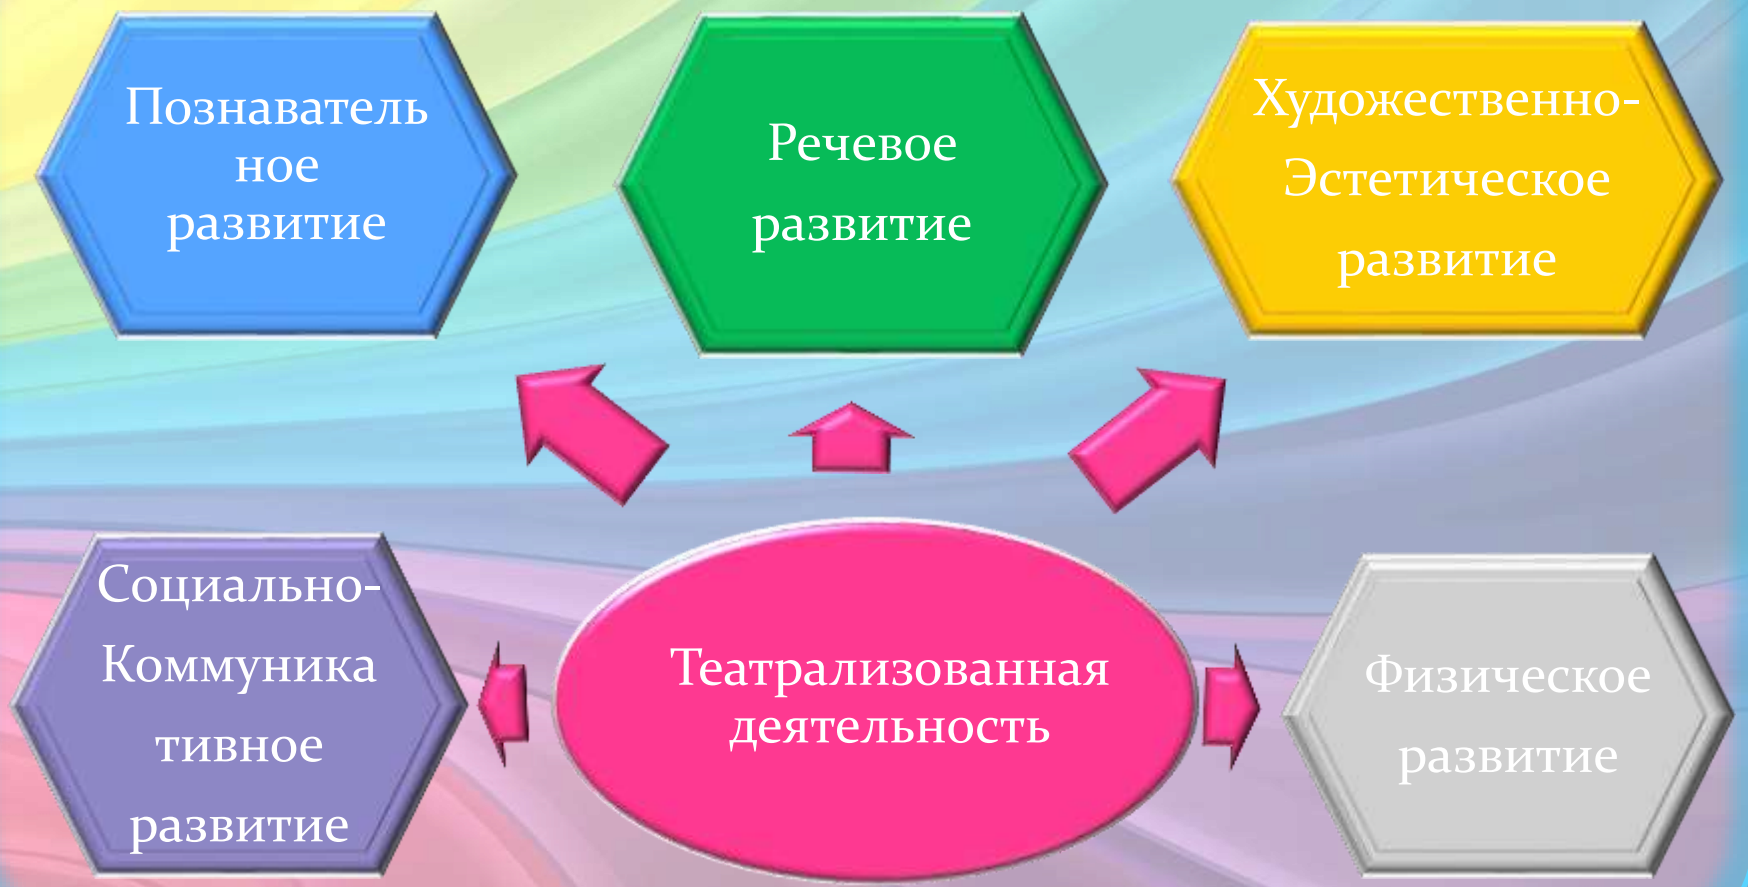 Познаватель
ное
развитие
Речевое
развитие
Художественно-
Эстетическое
развитие
Социально-
Коммуника
тивное
развитие
Театрализованная
деятельность
Физическое
развитие